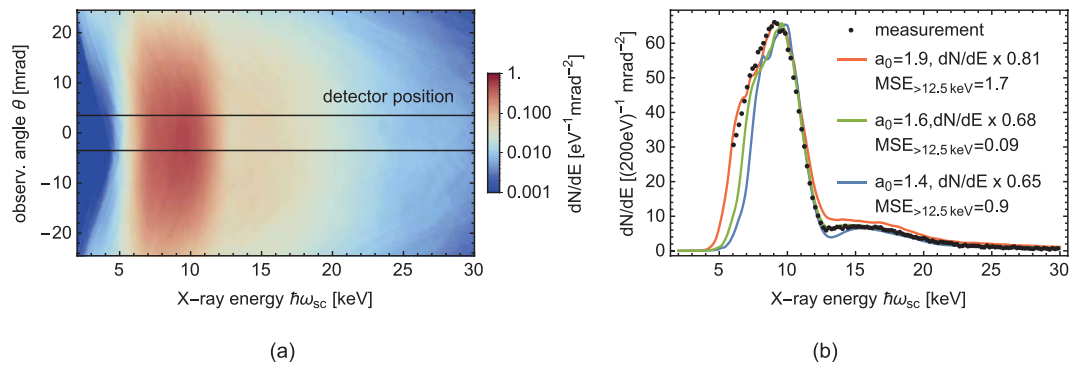 (a)
observ. angle θ [mrad]
20
10
0
−10
−20
detector position
5
10
15
20
25
30
X−ray energy ℏωsc [keV]
1.
0.100
0.010
0.001
dN/dE [eV⁻¹mrad⁻²]
(a)
(b)
dN/dE [(200eV)⁻¹ mrad⁻²]
60
50
40
30
20
10
0
5
10
15
20
25
30
X−ray energy ℏωsc [keV]
measurement
a₀=1.9, dN/dE x 0.81
MSE>12.5 keV=1.7
a₀=1.6,dN/dE x 0.68
MSE>12.5 keV=0.09
a₀=1.4, dN/dE x 0.65
MSE>12.5 keV=0.9
(b)